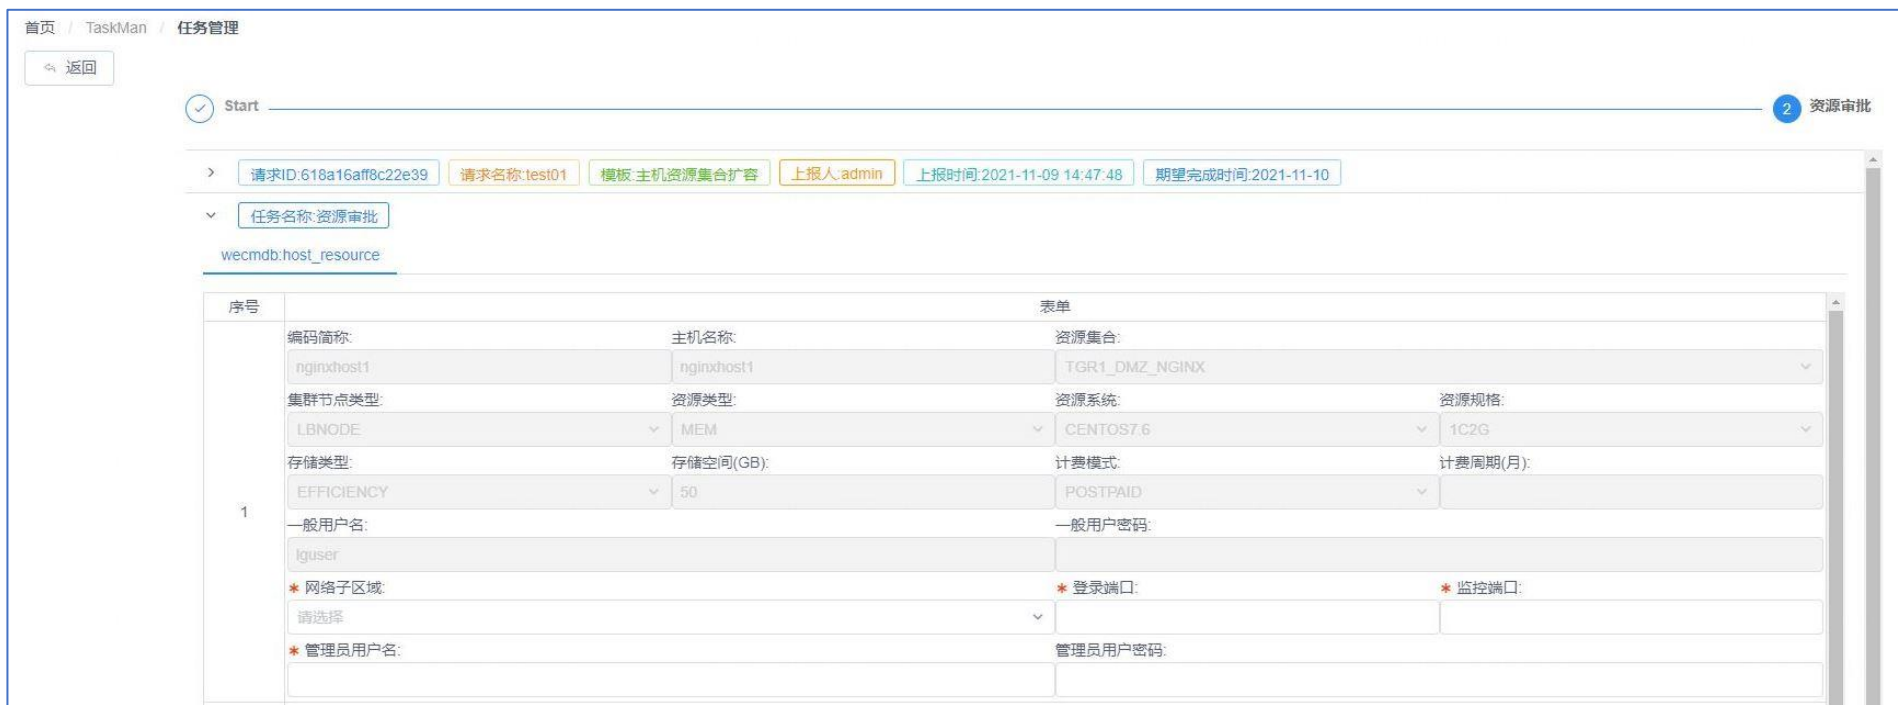 首页 / TaskMan / 任务管理
返回
Start 2 资源审批
请求ID:618a16aff8c22e39 请求名称:test01 模板:主机资源集合扩容 上报人:admin 上报时间:2021-11-09 14:47:48 期望完成时间:2021-11-10
任务名称:资源审批
wecmdb:host_resource
序号 表单
编码简称: 主机名称: 资源集合:
nginxhost1 nginxhost1 TGR1_DMZ_NGINX
集群节点类型: 资源类型: 资源系统: 资源规格:
LBNODE MEM CENTOS7.6 1C2G
存储类型: 存储空间(GB): 计费模式: 计费周期(月):
EFFICIENCY 50 POSTPAID
1
一般用户名: 一般用户密码:
lguser
* 网络子区域: * 登录端口: * 监控端口:
请选择
* 管理员用户名: 管理员用户密码: